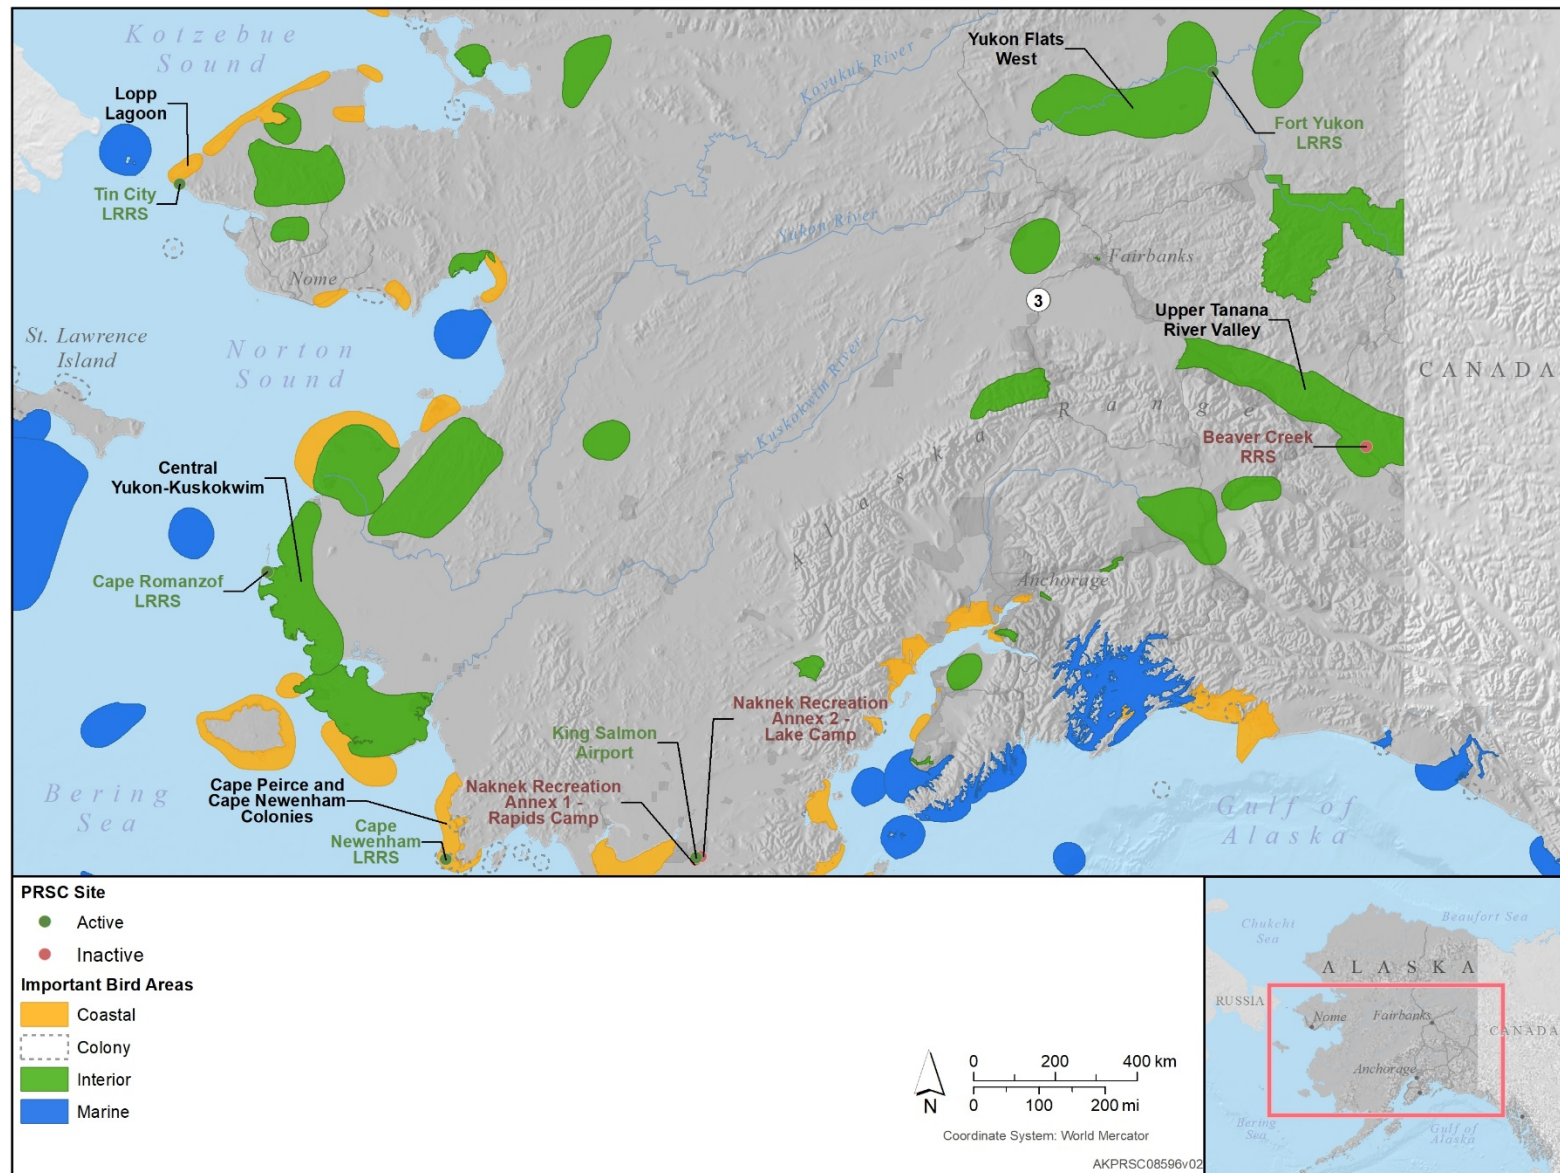 Kotzebue
Sound
Lopp
Lagoon
Tin City
LRRS
Nome
St. Lawrence
Island
Norton
Sound
Koyukuk River
Yukon River
Kuskokwim River
Yukon Flats
West
Fort Yukon
LRRS
Fairbanks
3
Upper Tanana
River Valley
CANADA
Beaver Creek
RRS
Alaska Range
Central
Yukon-Kuskokwim
Cape Romanzof
LRRS
Anchorage
Bering
Sea
Cape Peirce and
Cape Newenham
Colonies
Cape
Newenham
LRRS
Naknek Recreation
Annex 1 -
Rapids Camp
King Salmon
Airport
Naknek Recreation
Annex 2 -
Lake Camp
Gulf of
Alaska
PRSC Site
Active
Inactive
Important Bird Areas
Coastal
Colony
Interior
Marine
N
0 200 400 km
0 100 200 mi
Coordinate System: World Mercator
AKPRSC08596v02
Chukchi
Sea
Beaufort Sea
ALASKA
RUSSIA
Nome
Fairbanks
CANADA
Anchorage
Bering
Sea
Gulf of
Alaska